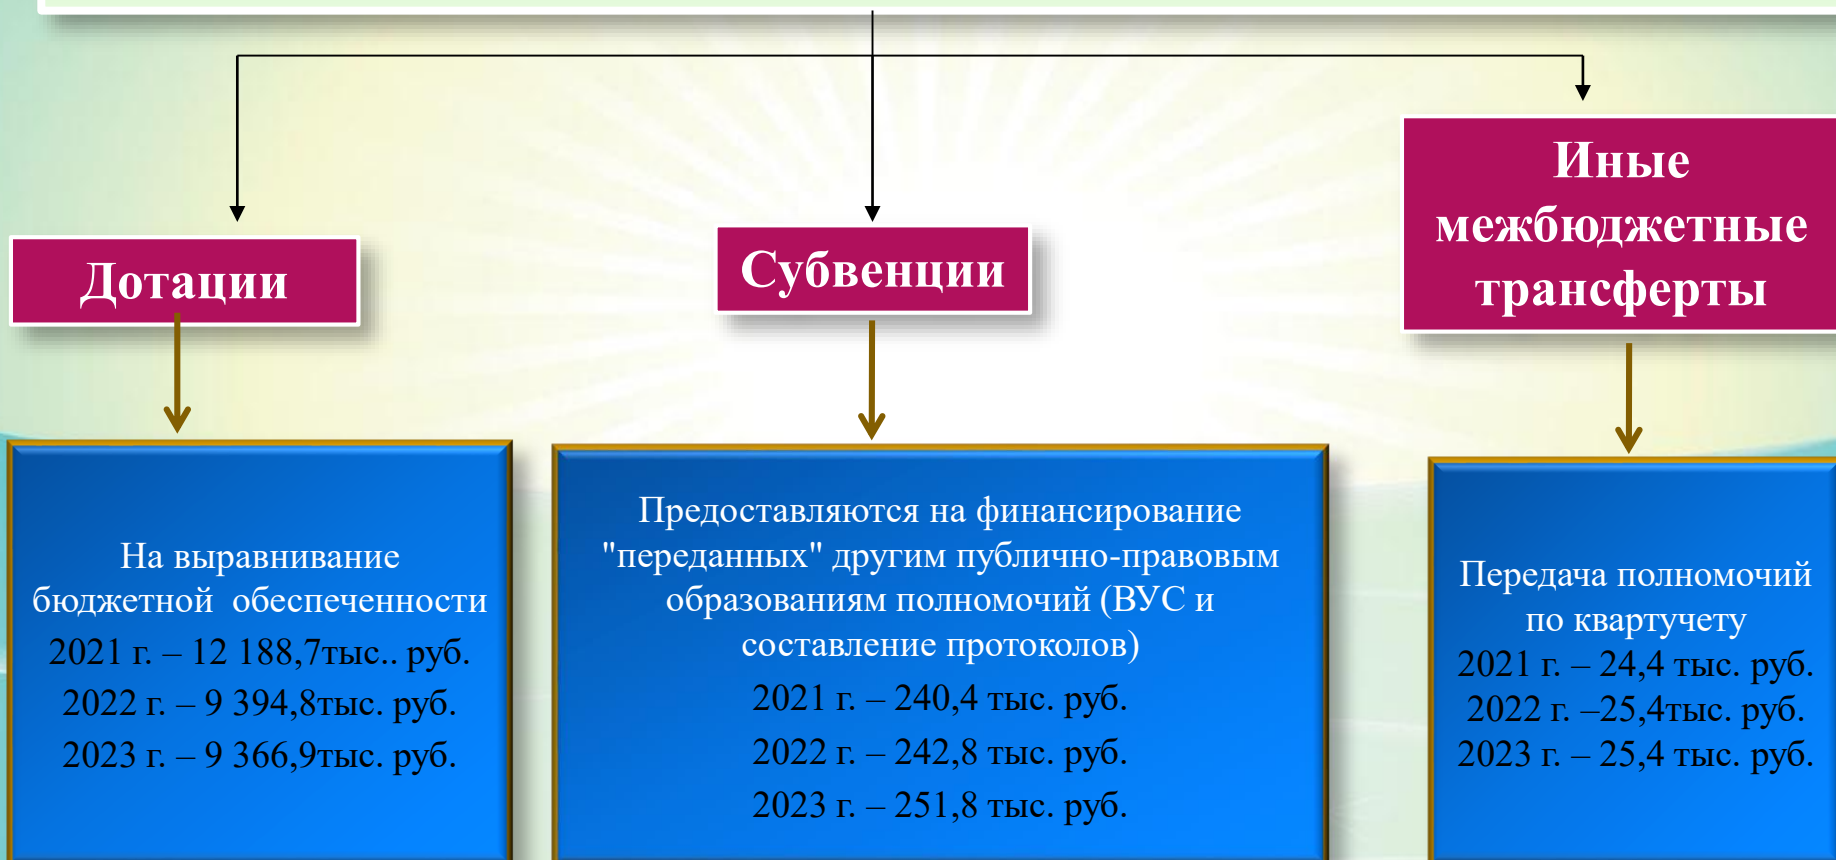 Дотации
На выравнивание
бюджетной обеспеченности
2021 г. – 12 188,7тыс.. руб.
2022 г. – 9 394,8тыс. руб.
2023 г. – 9 366,9тыс. руб.
Субвенции
Предоставляются на финансирование
"переданных" другим публично-правовым
образованиям полномочий (ВУС и
составление протоколов)
2021 г. – 240,4 тыс. руб.
2022 г. – 242,8 тыс. руб.
2023 г. – 251,8 тыс. руб.
Иные
межбюджетные
трансферты
Передача полномочий
по квартучету
2021 г. – 24,4 тыс. руб.
2022 г. –25,4тыс. руб.
2023 г. – 25,4 тыс. руб.